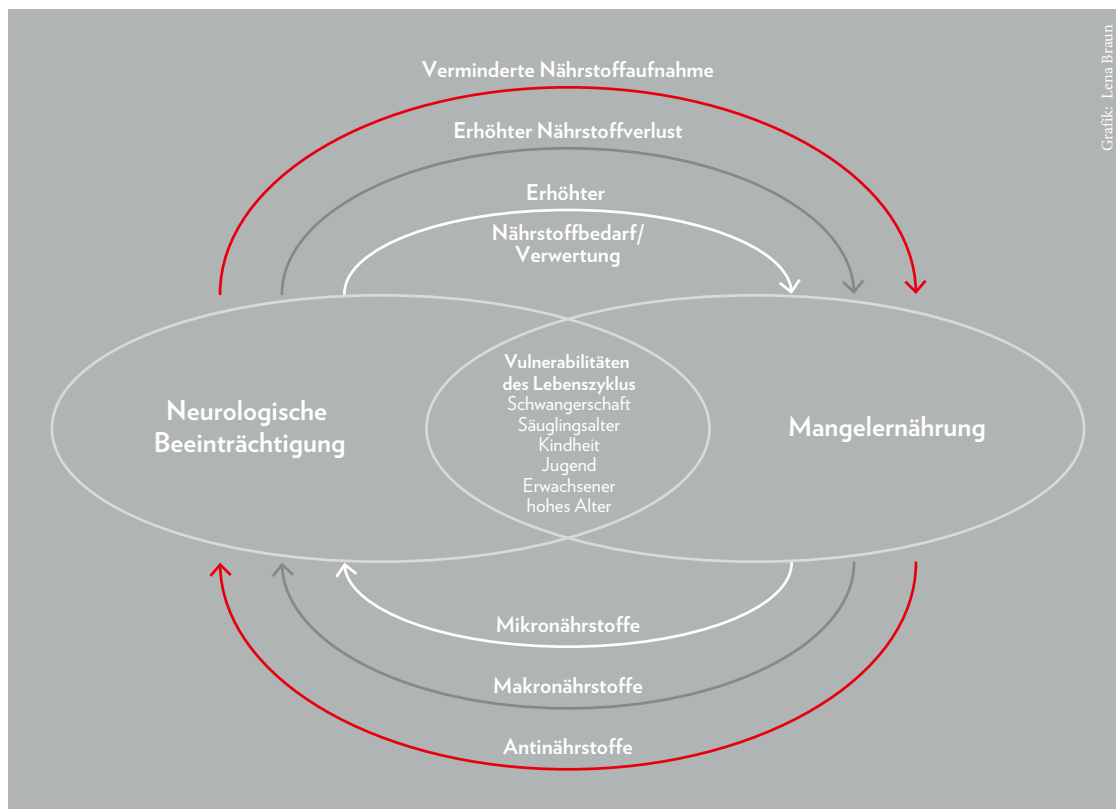 Grafik: Lena Braun
Verminderte Nährstoffaufnahme
Erhöhter Nährstoffverlust
Erhöhter
Nährstoffbedarf/
Verwertung
Neurologische
Beeinträchtigung
Vulnerabilitäten
des Lebenszyklus
Schwangerschaft
Säuglingsalter
Kindheit
Jugend
Erwachsener
hohes Alter
Mangelernährung
Mikronährstoffe
Makronährstoffe
Antinährstoffe